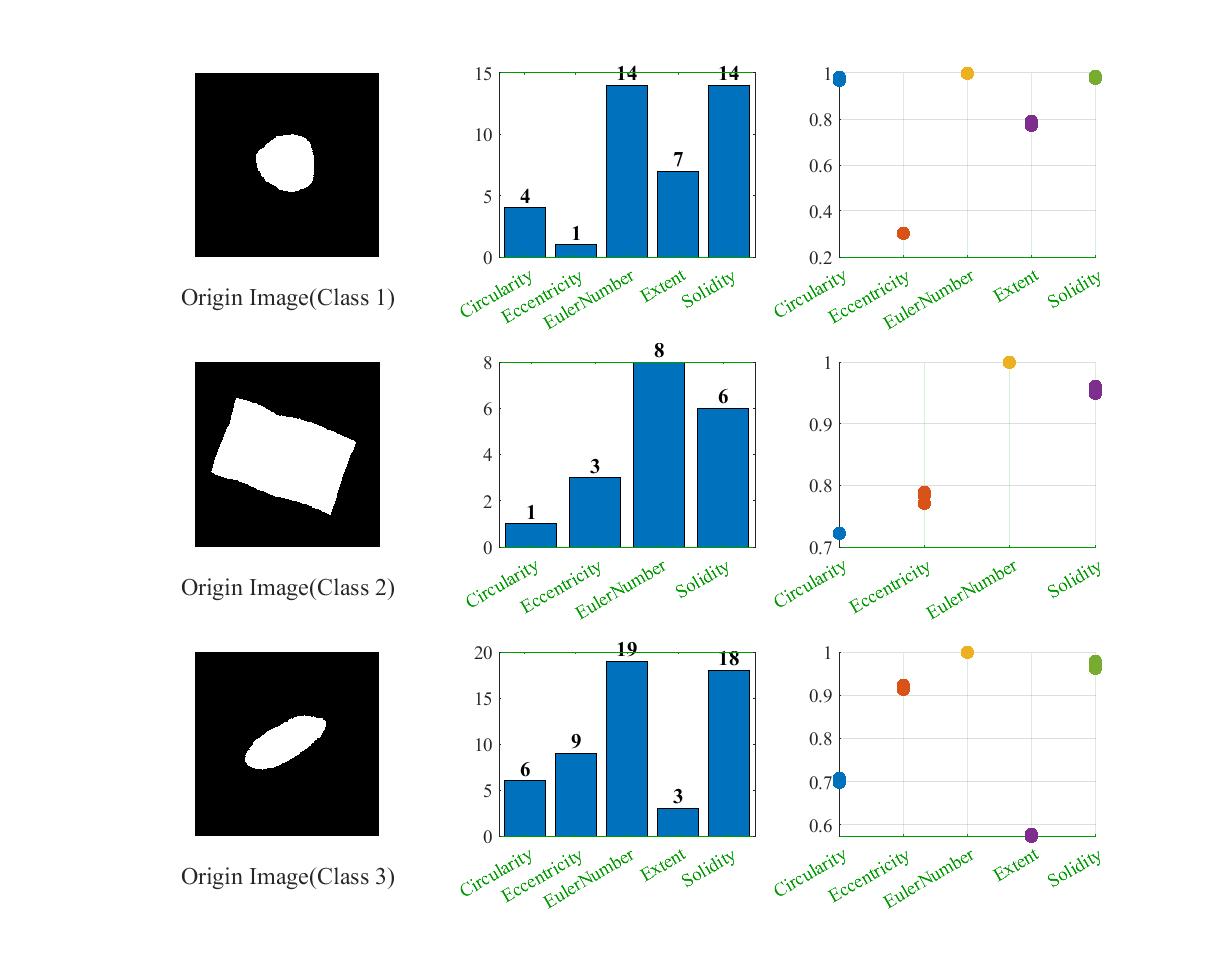 15
10
5
0
4
1
14
7
14
Circularity
Eccentricity
EulerNumber
Extent
Solidity
1
0.8
0.6
0.4
0.2
Circularity
Eccentricity
EulerNumber
Extent
Solidity
Origin Image(Class 1)
8
6
4
2
0
1
3
8
6
Circularity
Eccentricity
EulerNumber
Solidity
1
0.9
0.8
0.7
Circularity
Eccentricity
EulerNumber
Solidity
Origin Image(Class 2)
20
15
10
5
0
6
9
19
3
18
Circularity
Eccentricity
EulerNumber
Extent
Solidity
1
0.9
0.8
0.7
0.6
Circularity
Eccentricity
EulerNumber
Extent
Solidity
Origin Image(Class 3)